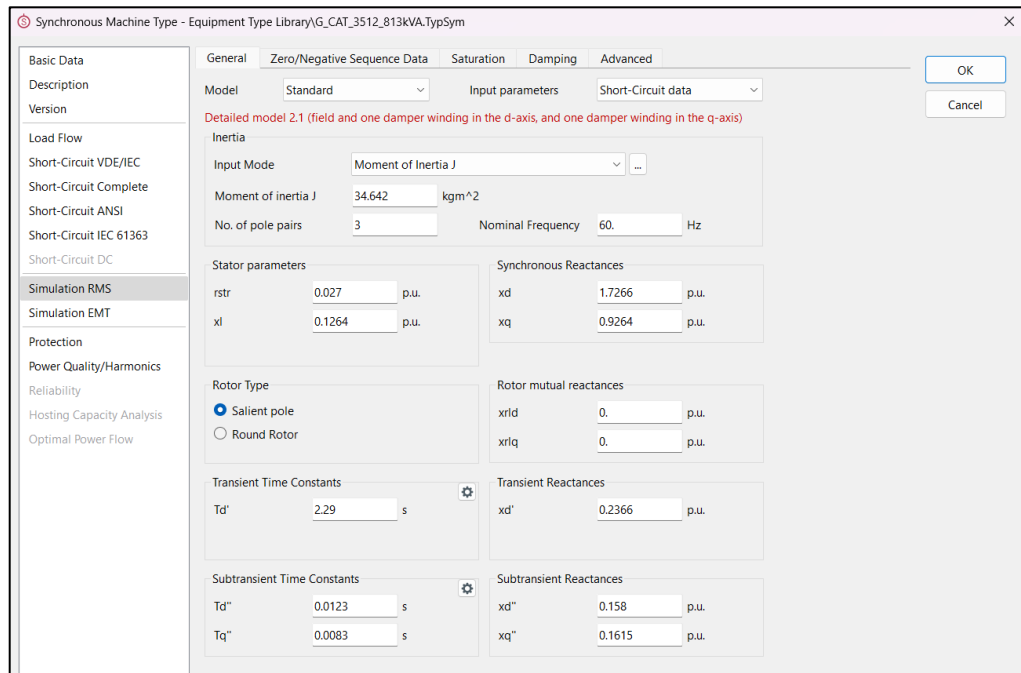 Synchronous Machine Type - Equipment Type Library\G_CAT_3512_813kVA.TypSym
Basic Data
Description
Version
Load Flow
Short-Circuit VDE/IEC
Short-Circuit Complete
Short-Circuit ANSI
Short-Circuit IEC 61363
Short-Circuit DC
Simulation RMS
Simulation EMT
Protection
Power Quality/Harmonics
Reliability
Hosting Capacity Analysis
Optimal Power Flow
General Zero/Negative Sequence Data Saturation Damping Advanced
Model Standard Input parameters Short-Circuit data
Detailed model 2.1 (field and one damper winding in the d-axis, and one damper winding in the q-axis)
Inertia
Input Mode Moment of Inertia J ...
Moment of inertia J 34.642 kgm^2
No. of pole pairs 3 Nominal Frequency 60. Hz
Stator parameters
rstr 0.027 p.u.
xl 0.1264 p.u.
Synchronous Reactances
xd 1.7266 p.u.
xq 0.9264 p.u.
Rotor Type
Salient pole
Round Rotor
Rotor mutual reactances
xrld 0. p.u.
xrlq 0. p.u.
Transient Time Constants
Td' 2.29 s
Transient Reactances
xd' 0.2366 p.u.
Subtransient Time Constants
Td" 0.0123 s
Tq" 0.0083 s
Subtransient Reactances
xd" 0.158 p.u.
xq" 0.1615 p.u.
OK
Cancel